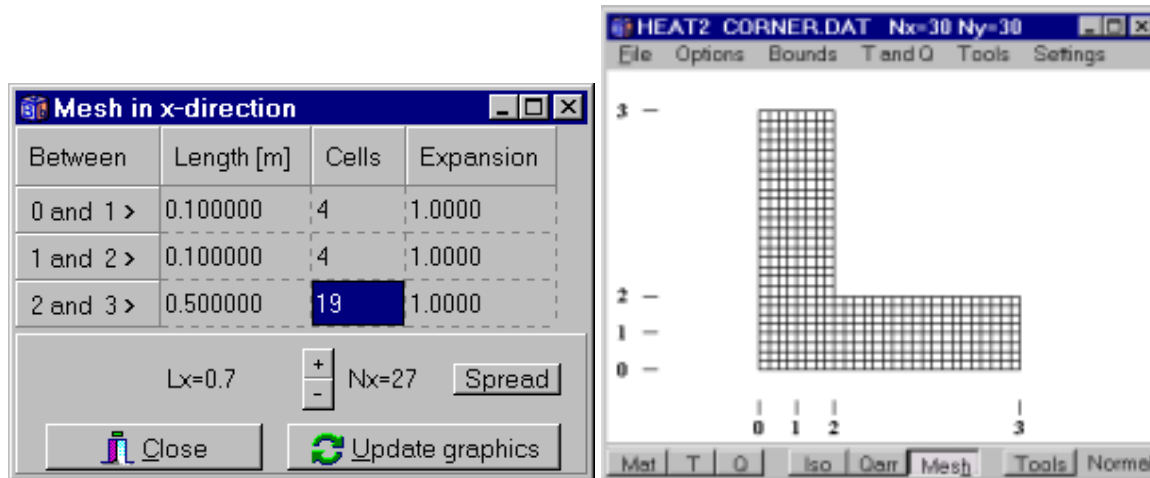 Mesh in x-direction
Between Length [m] Cells Expansion
0 and 1 > 0.100000 4 1.0000
1 and 2 > 0.100000 4 1.0000
2 and 3 > 0.500000 19 1.0000
Lx=0.7 + - Nx=27 Spread
Close Update graphics
HEAT2 CORNER.DAT Nx=30 Ny=30
File Options Bounds T and Q Tools Settings
3
2
1
0
0 1 2 3
Mat T Q Iso Qarr Mesh Tools Normal